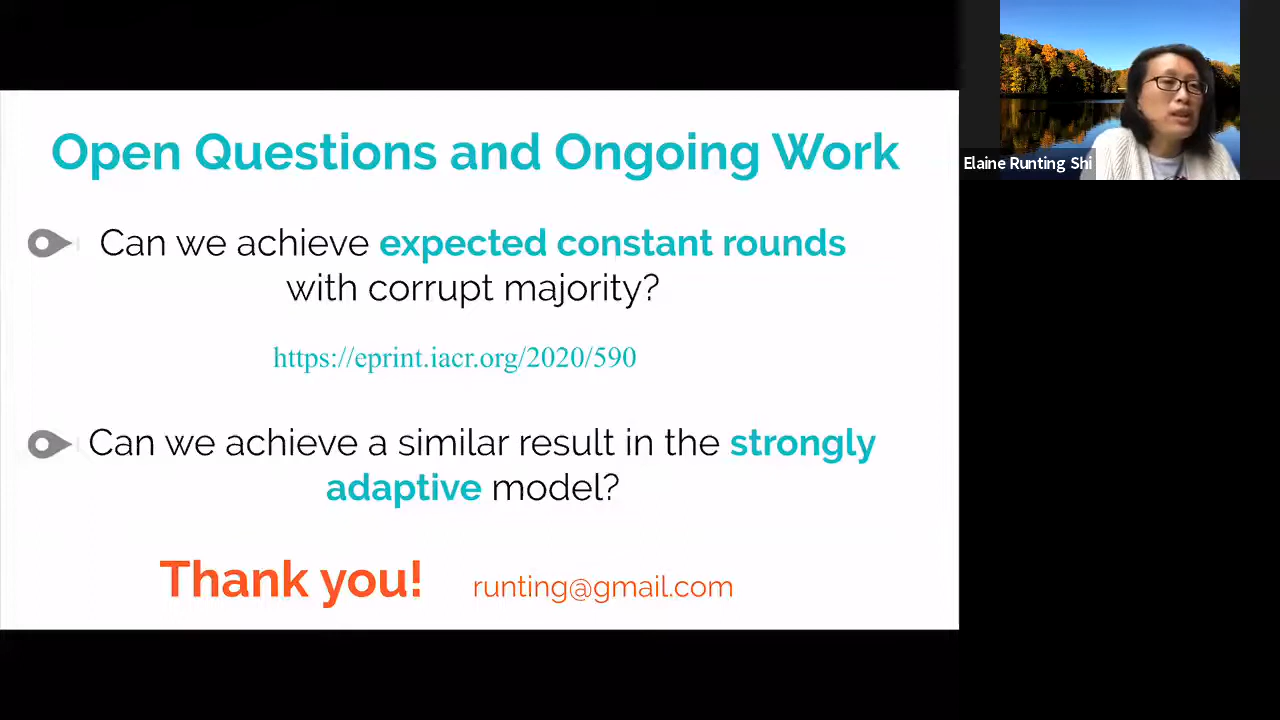 Open Questions and Ongoing Work
Can we achieve expected constant rounds
with corrupt majority?
https://eprint.iacr.org/2020/590
Can we achieve a similar result in the strongly
adaptive model?
Thank you! runting@gmail.com
Elaine Runting Shi